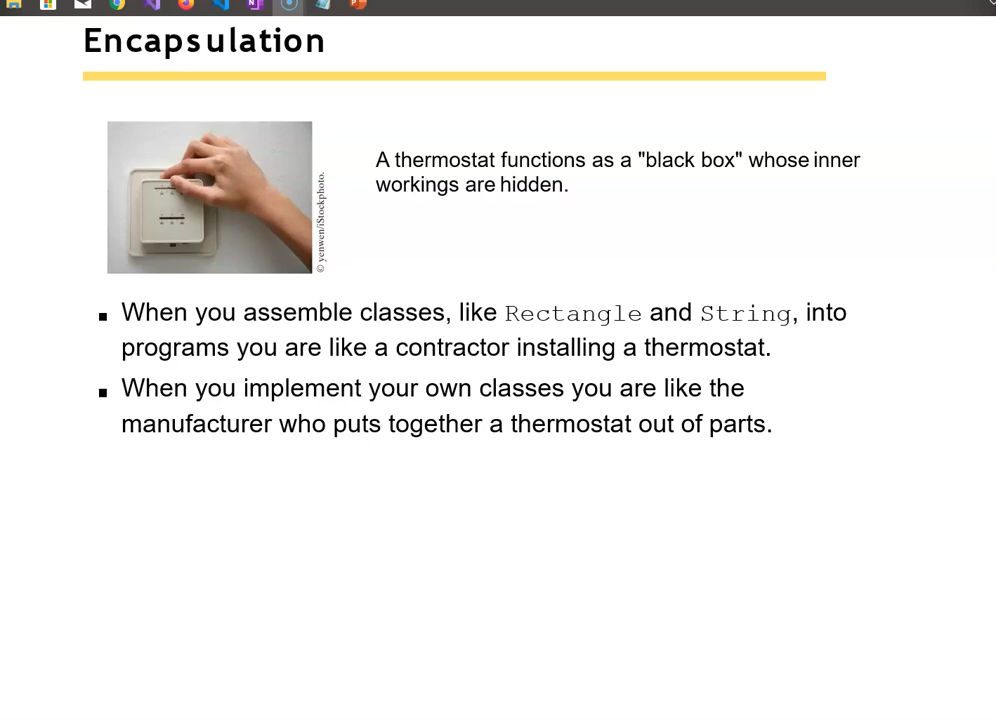 Encapsulation
A thermostat functions as a "black box" whose inner
workings are hidden.
© yenwen/iStockphoto.
▪ When you assemble classes, like Rectangle and String, into
programs you are like a contractor installing a thermostat.
▪ When you implement your own classes you are like the
manufacturer who puts together a thermostat out of parts.